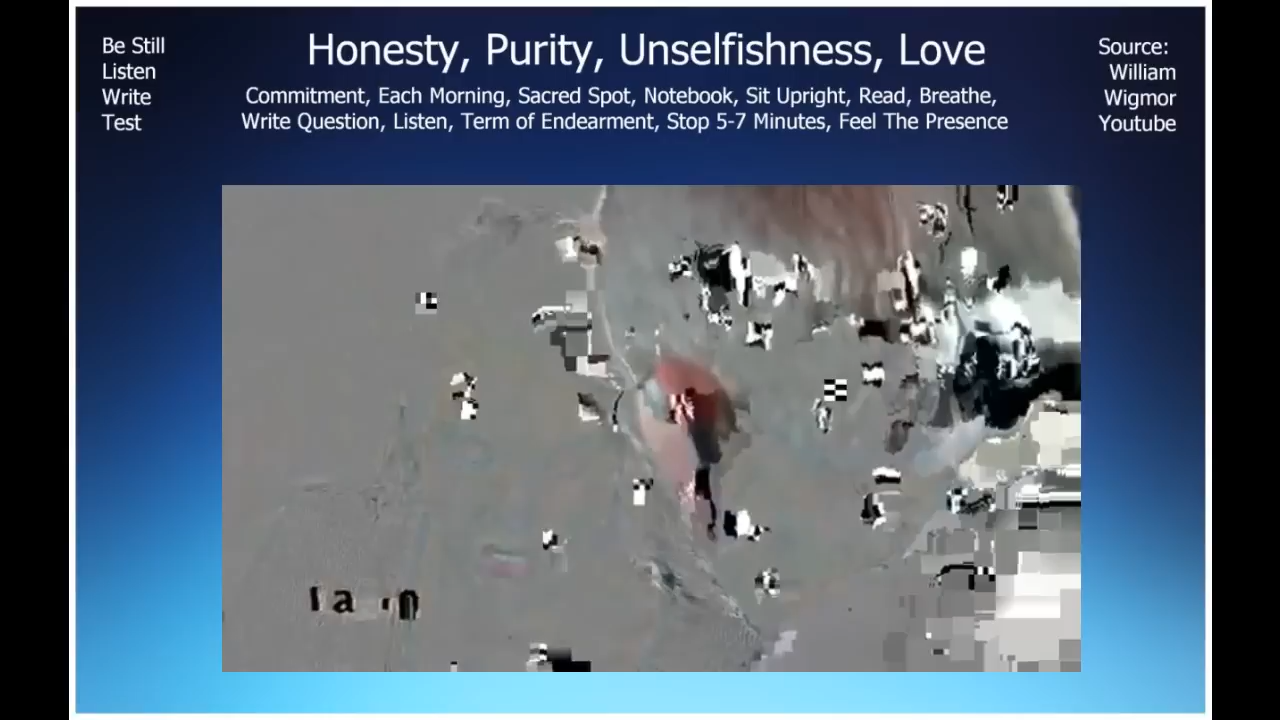 Be Still
Listen
Write
Test
Honesty, Purity, Unselfishness, Love
Commitment, Each Morning, Sacred Spot, Notebook, Sit Upright, Read, Breathe,
Write Question, Listen, Term of Endearment, Stop 5-7 Minutes, Feel The Presence
Source:
William
Wigmor
Youtube